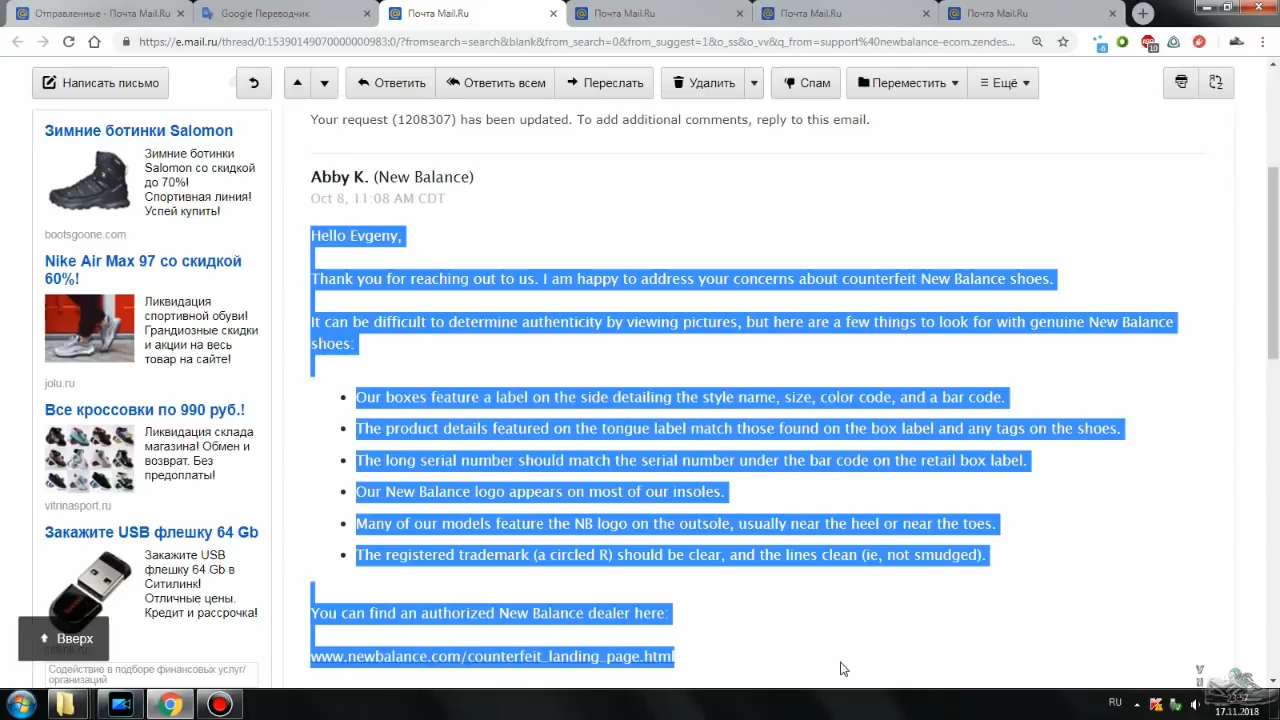 Отправленные - Почта Mail.Ru
Google Переводчик
Почта Mail.Ru
Почта Mail.Ru
Почта Mail.Ru
Почта Mail.Ru
https://e.mail.ru/thread/0:15390149070000000983:0/?fromsearch=search&blank&from_search=0&from_suggest=1&o_ss&o_vv&q_from=support%40newbalance-ecom.zendes...
Написать письмо
Ответить
Ответить всем
Переслать
Удалить
Спам
Переместить
Ещё
Your request (1208307) has been updated. To add additional comments, reply to this email.
Abby K. (New Balance)
Oct 8, 11:08 AM CDT
Hello Evgeny,
Thank you for reaching out to us. I am happy to address your concerns about counterfeit New Balance shoes.
It can be difficult to determine authenticity by viewing pictures, but here are a few things to look for with genuine New Balance
shoes:
• Our boxes feature a label on the side detailing the style name, size, color code, and a bar code.
• The product details featured on the tongue label match those found on the box label and any tags on the shoes.
• The long serial number should match the serial number under the bar code on the retail box label.
• Our New Balance logo appears on most of our insoles.
• Many of our models feature the NB logo on the outsole, usually near the heel or near the toes.
• The registered trademark (a circled R) should be clear, and the lines clean (ie, not smudged).
You can find an authorized New Balance dealer here:
www.newbalance.com/counterfeit_landing_page.html
Зимние ботинки Salomon
Зимние ботинки
Salomon со скидкой
до 70%!
Спортивная линия!
Успей купить!
bootsgoone.com
Nike Air Max 97 со скидкой
60%!
Ликвидация
спортивной обуви!
Грандиозные скидки
и акции на весь
товар на сайте!
jolu.ru
Все кроссовки по 990 руб.!
Ликвидация склада
магазина! Обмен и
возврат. Без
предоплаты!
vitrinasport.ru
Закажите USB флешку 64 Gb
Закажите USB
флешку 64 Gb в
Ситилинк!
Отличные цены.
Кредит и рассрочка!
Вверх
Содействие в подборе финансовых услуг/
организаций
RU
23:57
17.11.2018